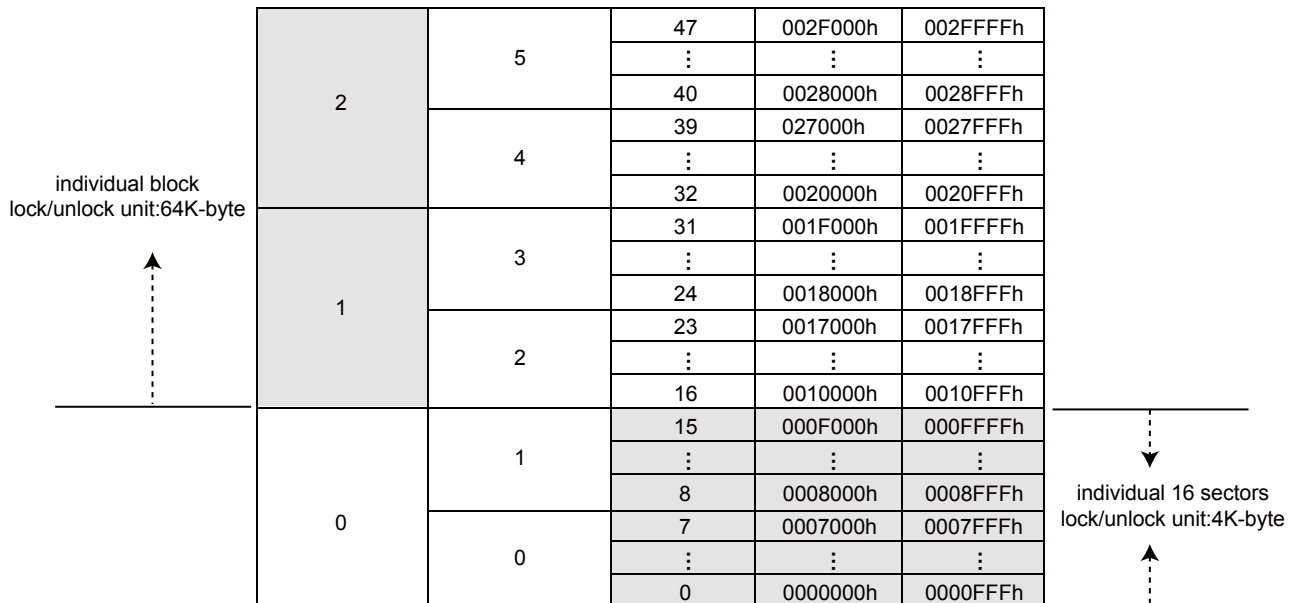 47 002F000h 002FFFFh
5
⋮ ⋮ ⋮
2
40 0028000h 0028FFFh
39 027000h 0027FFFh
4
⋮ ⋮ ⋮
individual block
lock/unlock unit:64K-byte
32 0020000h 0020FFFh
31 001F000h 001FFFFh
3
⋮ ⋮ ⋮
1
24 0018000h 0018FFFh
23 0017000h 0017FFFh
2
⋮ ⋮ ⋮
16 0010000h 0010FFFh
15 000F000h 000FFFFh
1
⋮ ⋮ ⋮
8 0008000h 0008FFFh
individual 16 sectors
lock/unlock unit:4K-byte
0
7 0007000h 0007FFFh
0
⋮ ⋮ ⋮
0 0000000h 0000FFFh